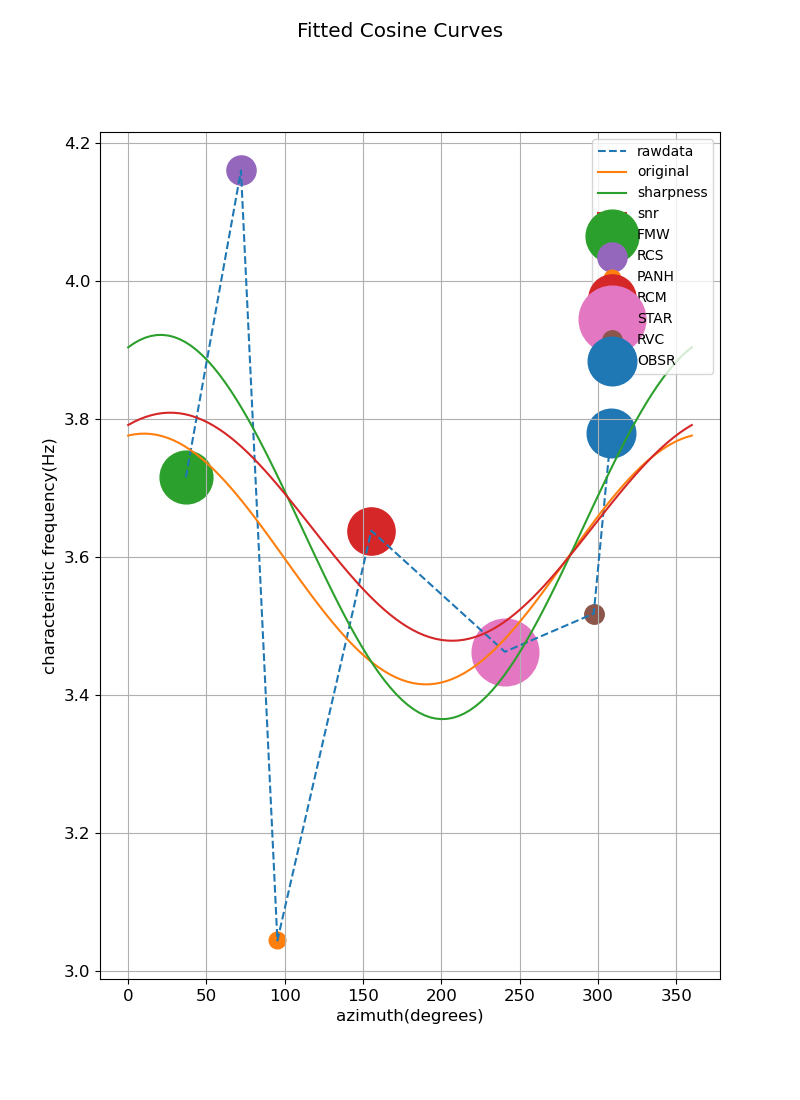 Fitted Cosine Curves
4.2
4.0
3.8
3.6
3.4
3.2
3.0
characteristic frequency(Hz)
rawdata
original
sharpness
snr
FMW
RCS
PANH
RCM
STAR
RVC
OBSR
0 50 100 150 200 250 300 350
azimuth(degrees)